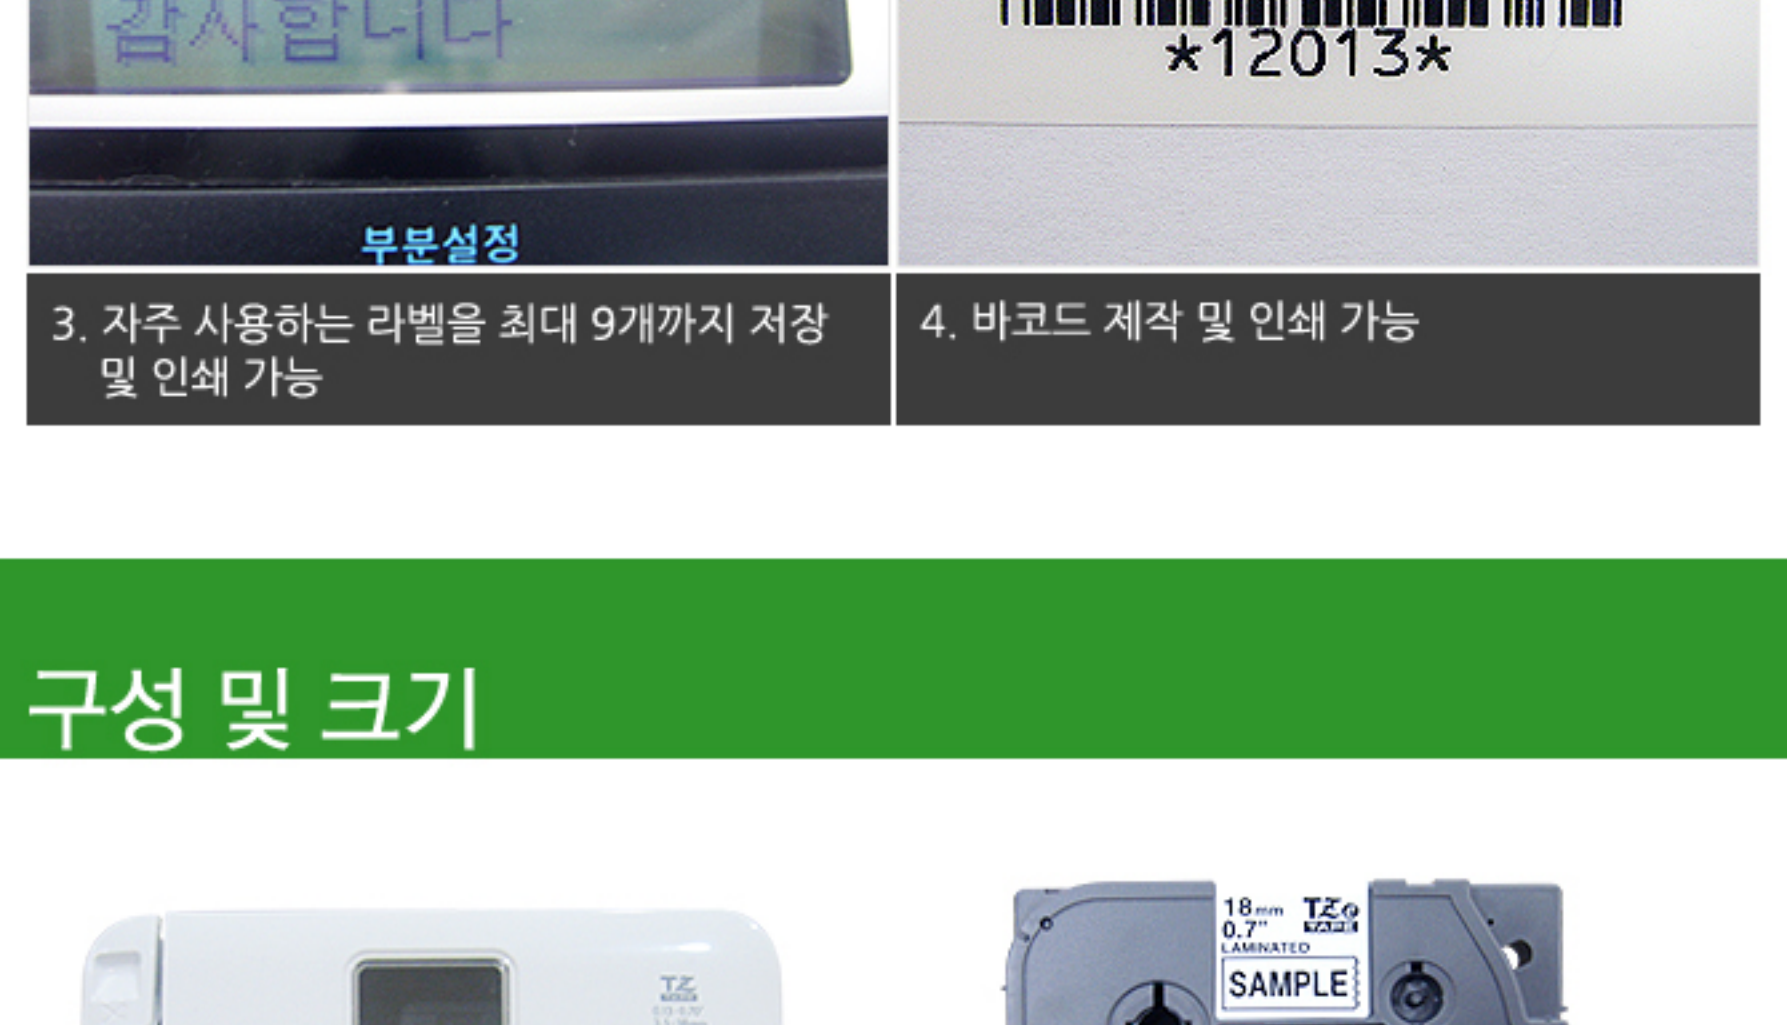 감사합니다
*12013*
부분설정
3. 자주 사용하는 라벨을 최대 9개까지 저장
및 인쇄 가능
4. 바코드 제작 및 인쇄 가능
구성 및 크기
18mm
0.7"
TZe
TAPE
LAMINATED
SAMPLE
TZ
TAPE